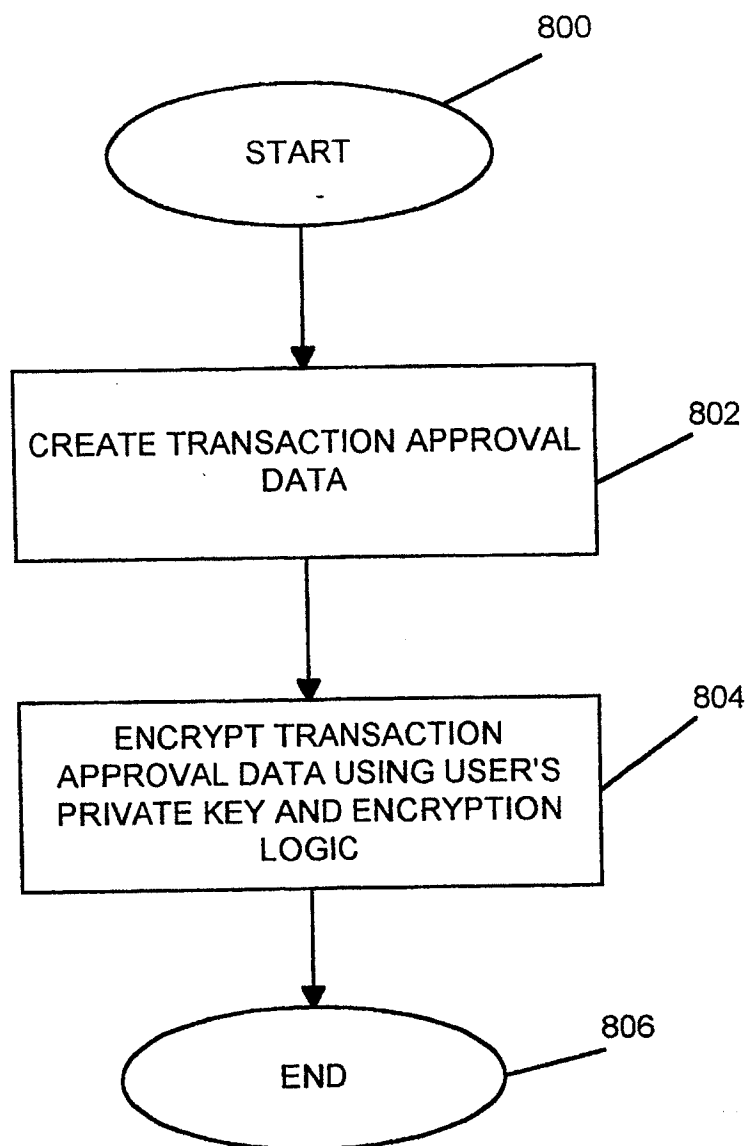 800
START
802
CREATE TRANSACTION APPROVAL
DATA
804
ENCRYPT TRANSACTION
APPROVAL DATA USING USER'S
PRIVATE KEY AND ENCRYPTION
LOGIC
806
END